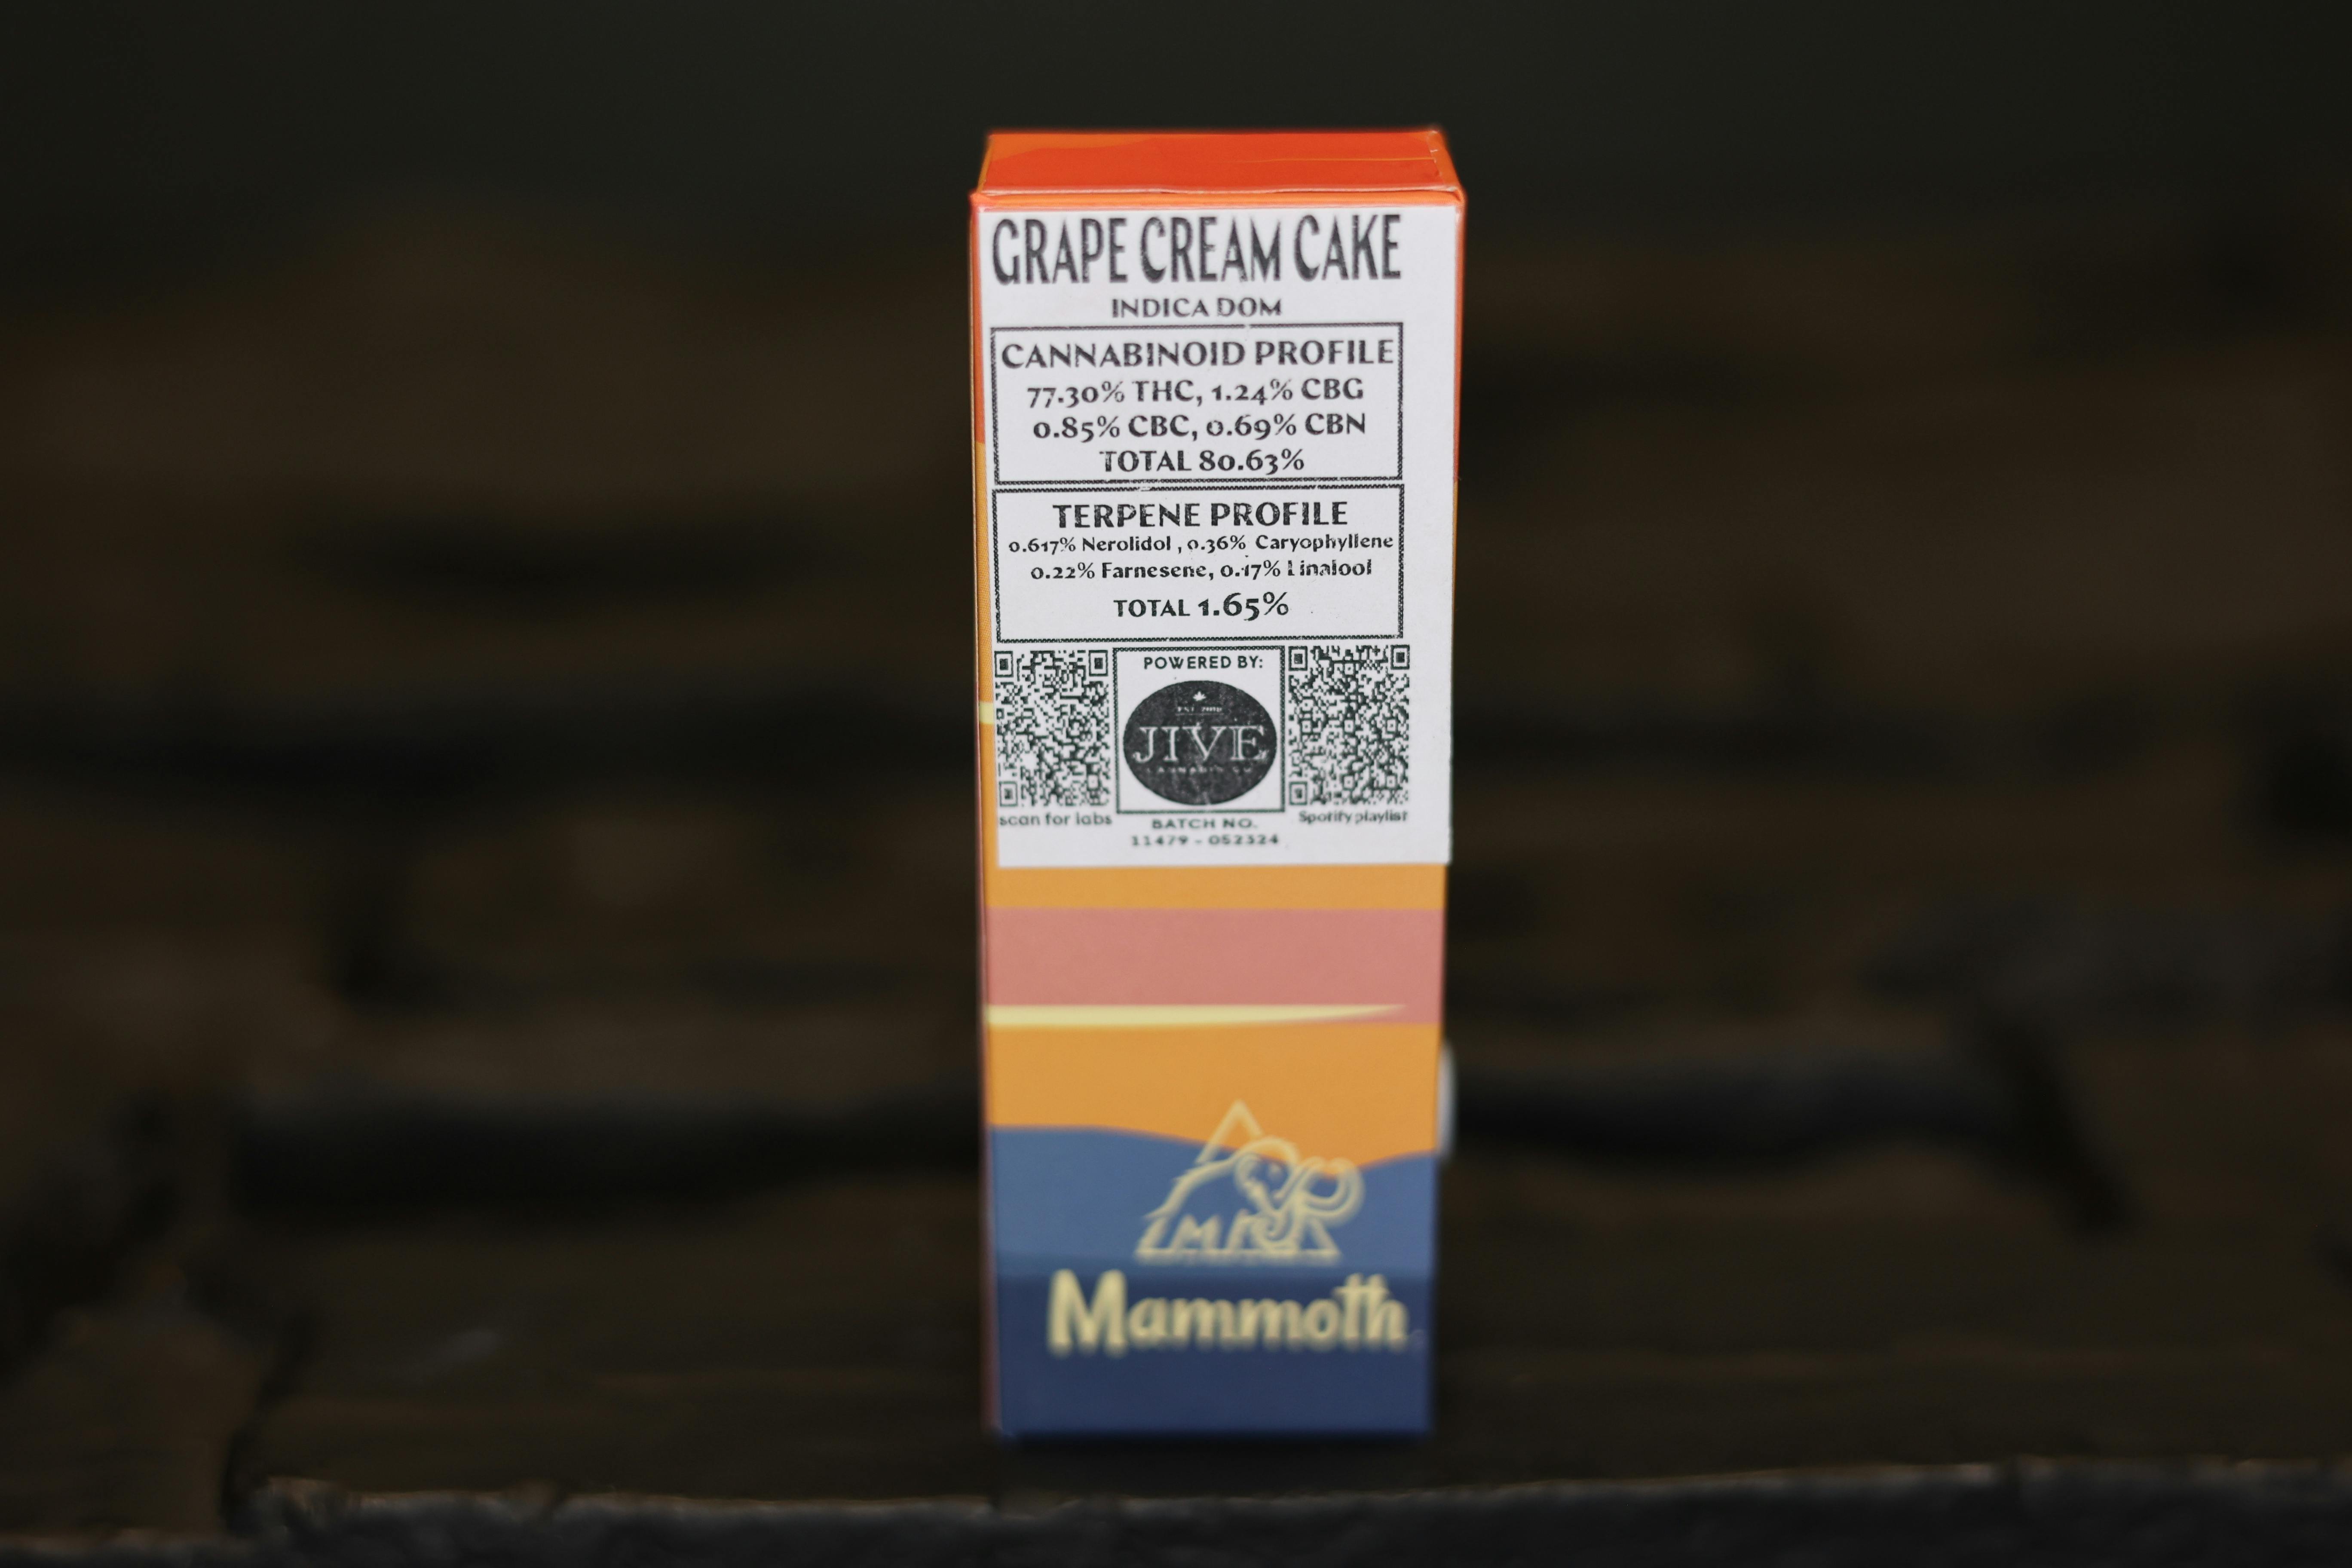 GRAPE CREAM CAKE
INDICA DOM
CANNABINOID PROFILE
77.30% THC, 1.24% CBG
0.85% CBC, 0.69% CBN
TOTAL 80.63%
TERPENE PROFILE
0.617% Nerolidol , 0.36% Caryophyllene
0.22% Farnesene, 0.17% Linalool
TOTAL 1.65%
POWERED BY:
JIVE
scan for labs
BATCH NO.
11479 - 052324
Spotify playlist
Mammoth